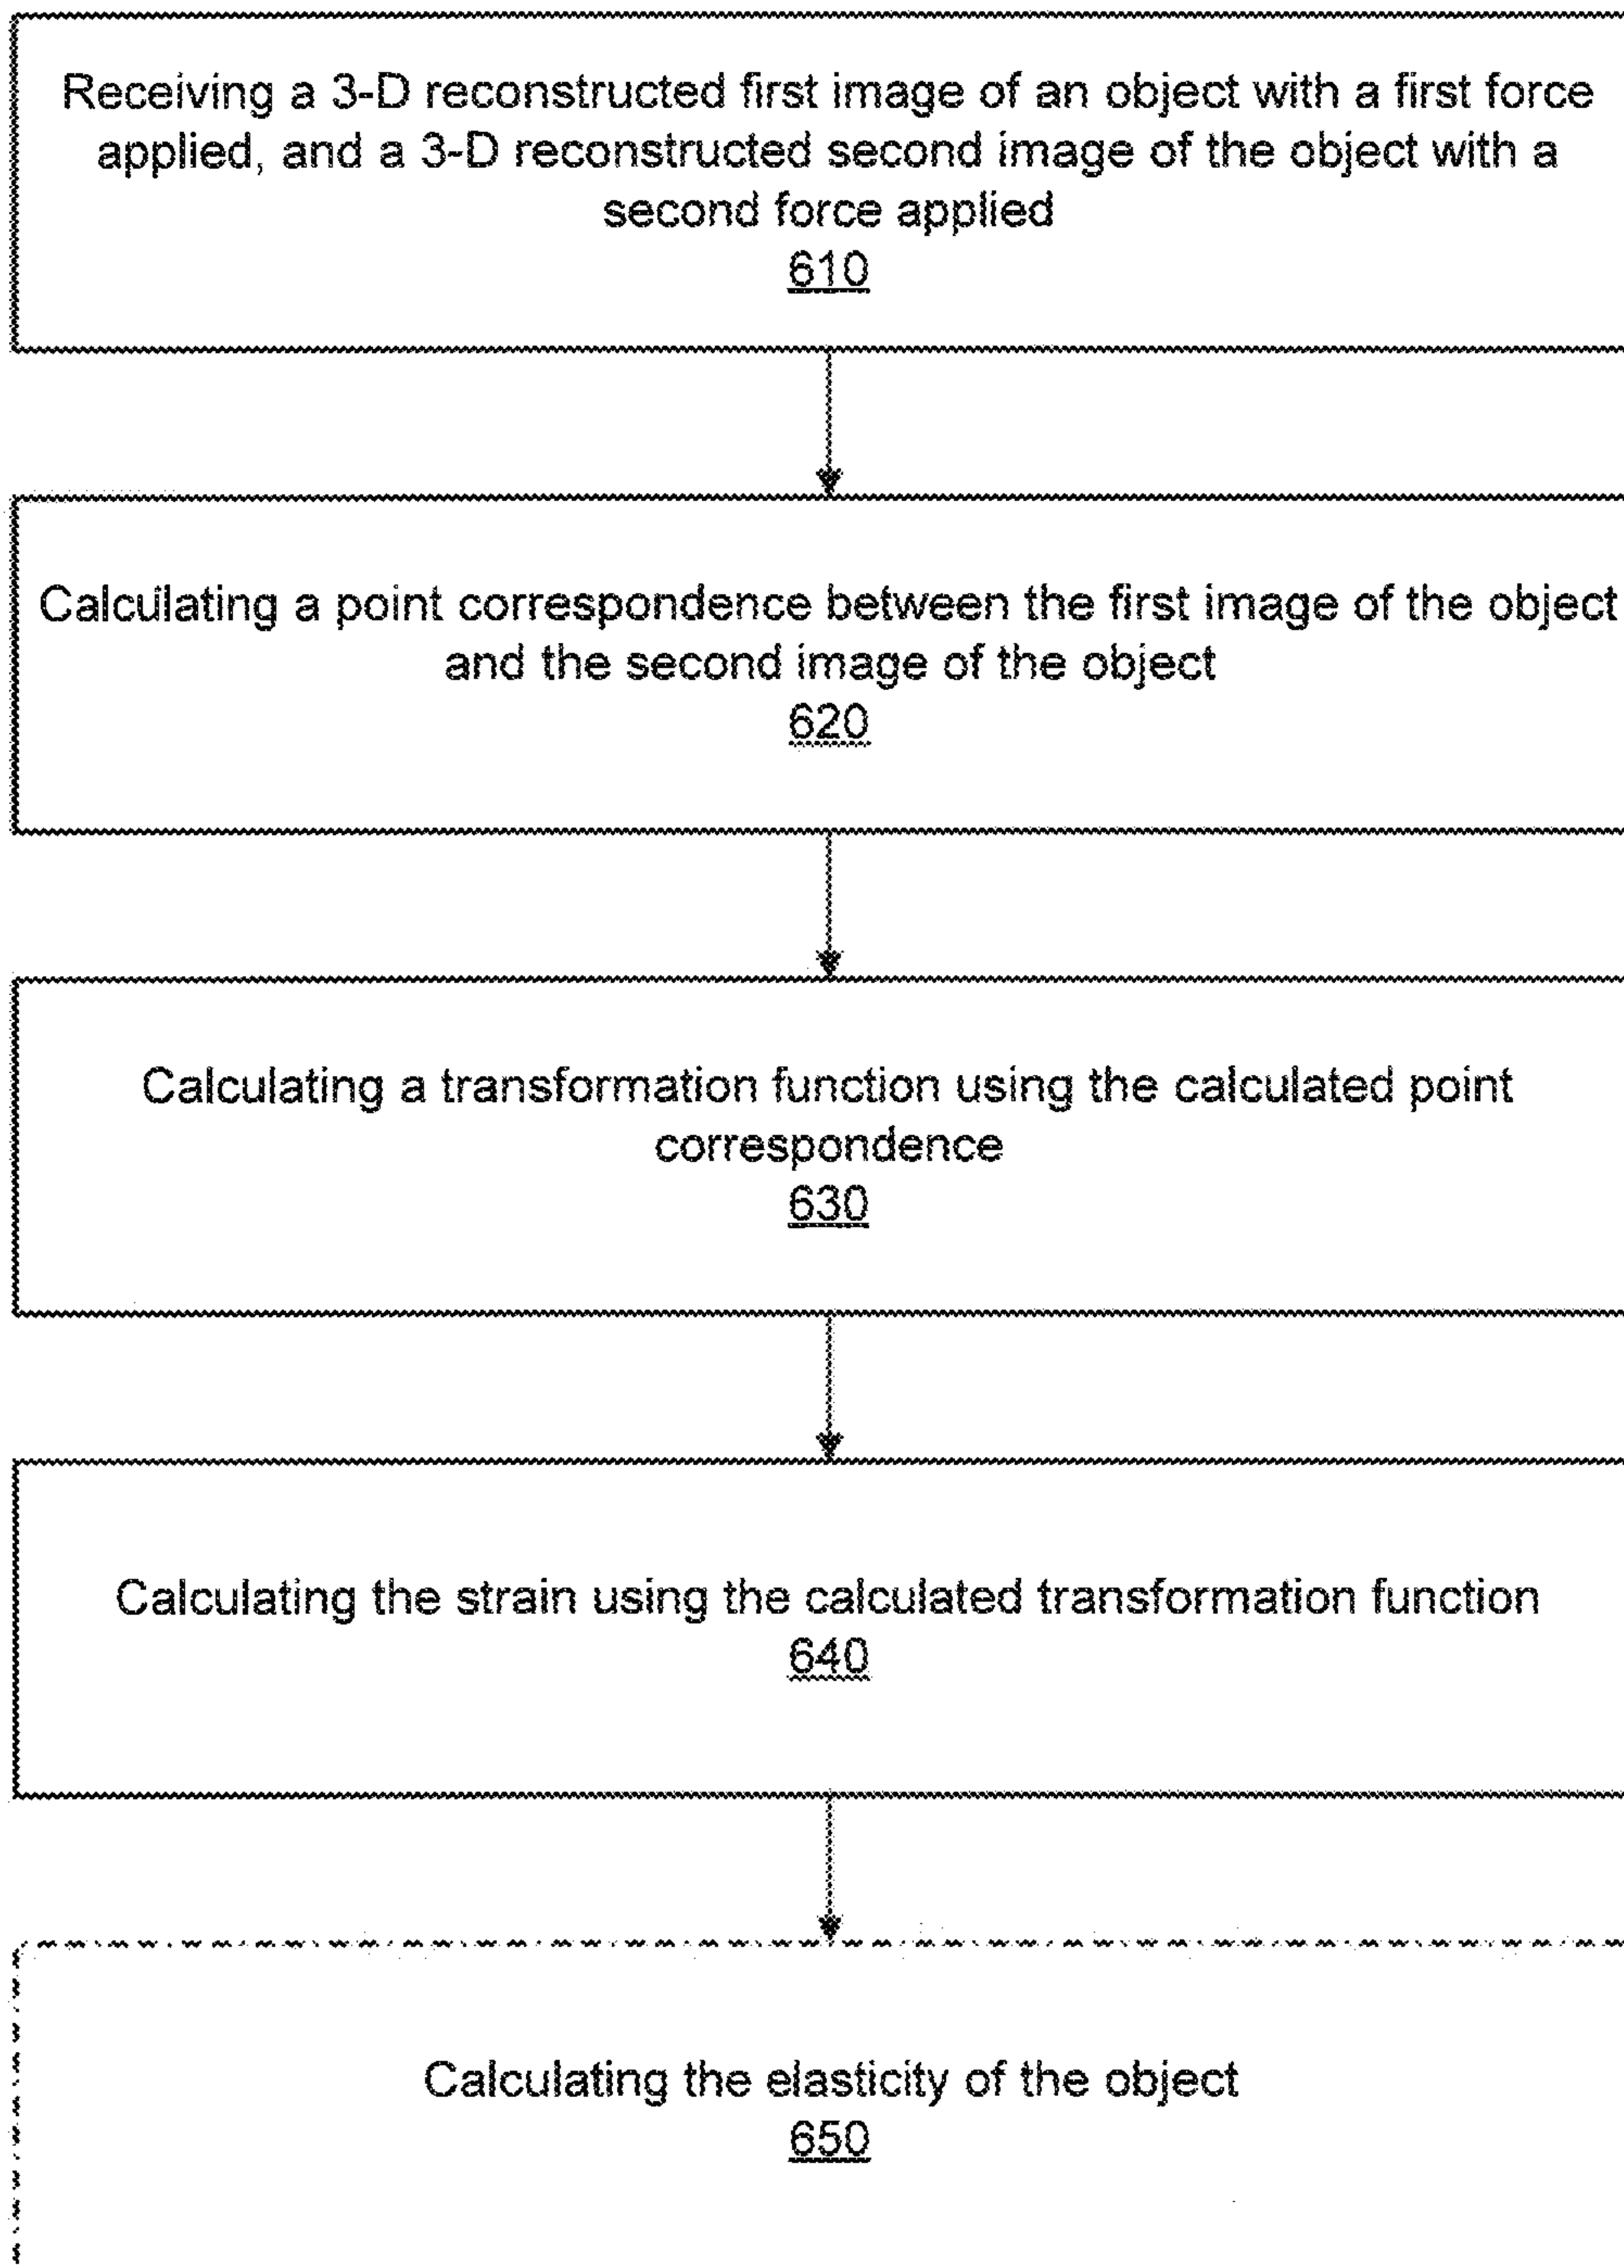 Receiving a 3-D reconstructed first image of an object with a first force
applied, and a 3-D reconstructed second image of the object with a
second force applied
610
Calculating a point correspondence between the first image of the object
and the second image of the object
620
Calculating a transformation function using the calculated point
correspondence
630
Calculating the strain using the calculated transformation function
640
Calculating the elasticity of the object
650